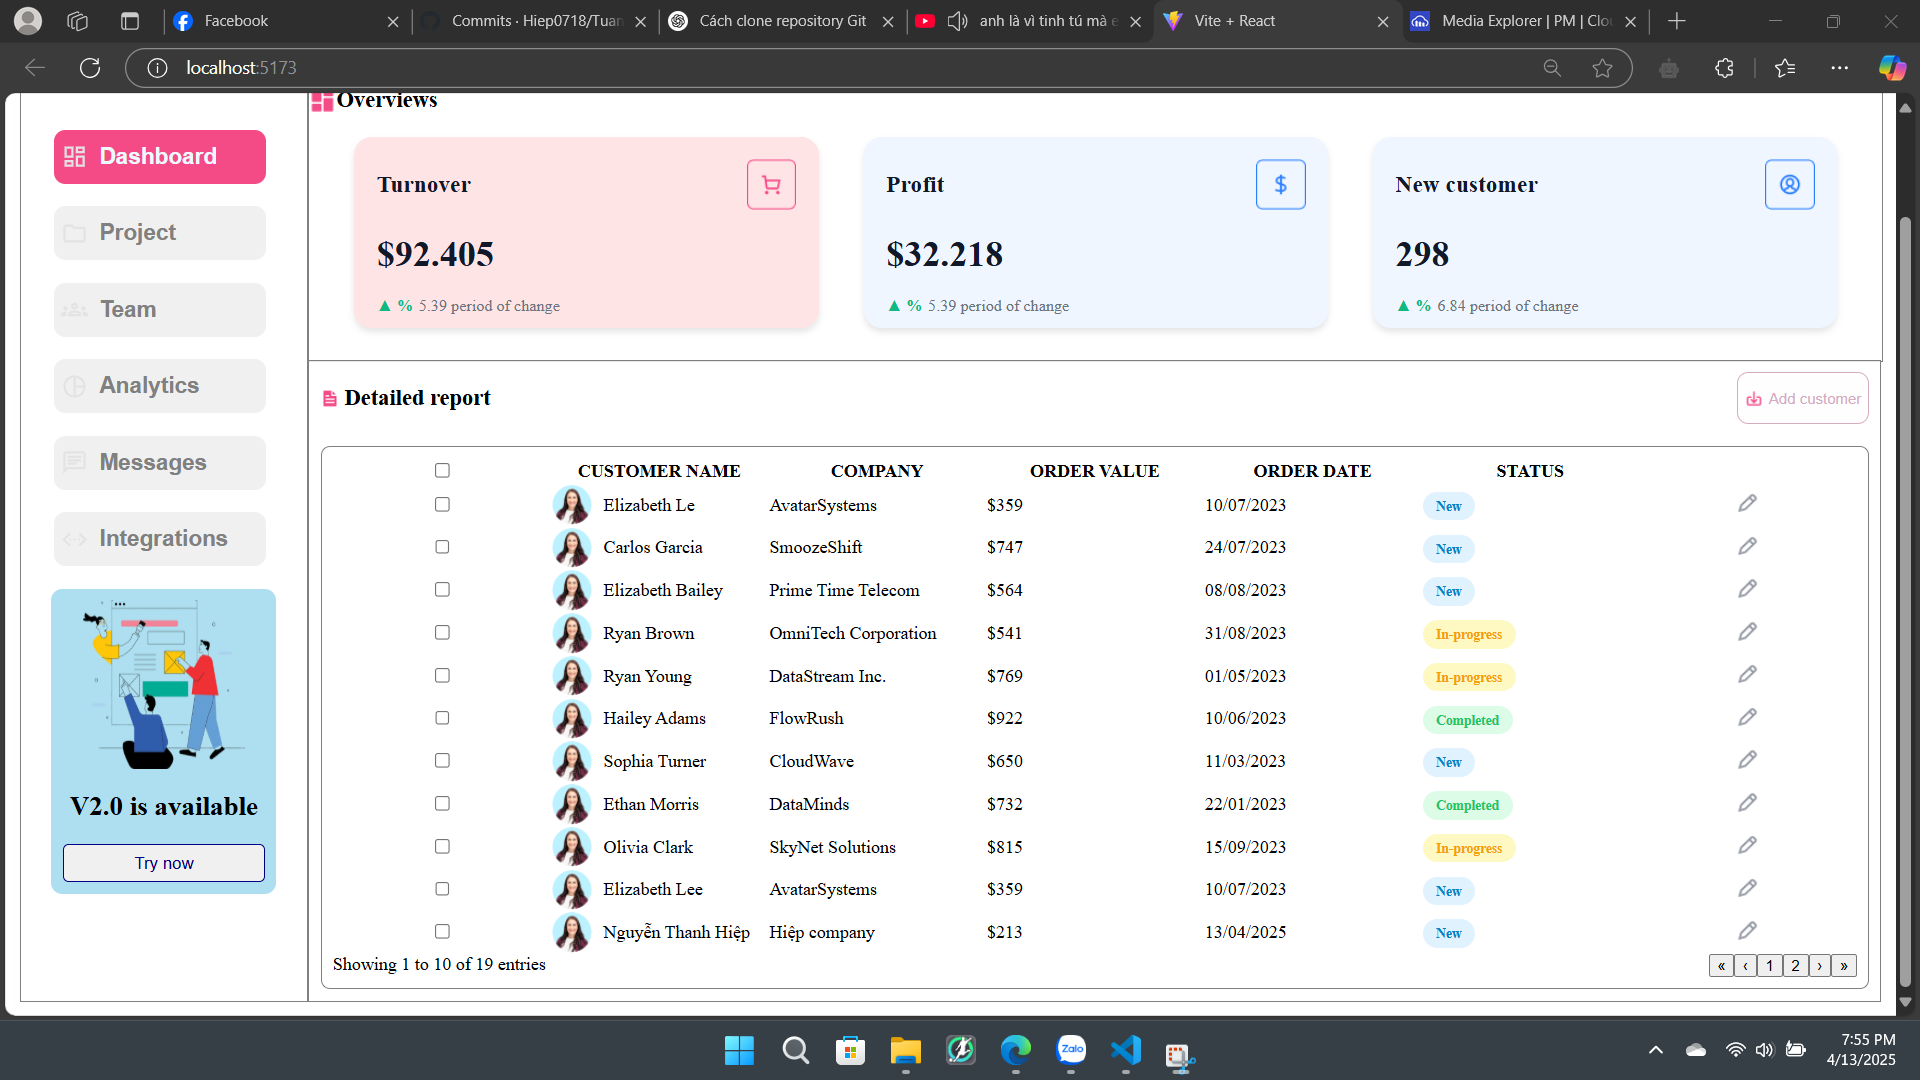 Facebook
Commits · Hiep0718/Tuan
Cách clone repository Git
anh là vì tinh tú mà e
Vite + React
Media Explorer | PM | Clou
localhost:5173
Overviews
Dashboard
Project
Team
Analytics
Messages
Integrations
V2.0 is available
Try now
Turnover
$92.405
▲ % 5.39 period of change
Profit
$
$32.218
▲ % 5.39 period of change
New customer
298
▲ % 6.84 period of change
Detailed report
Add customer
CUSTOMER NAME COMPANY ORDER VALUE ORDER DATE STATUS
Elizabeth Le AvatarSystems $359 10/07/2023 New
Carlos Garcia SmoozeShift $747 24/07/2023 New
Elizabeth Bailey Prime Time Telecom $564 08/08/2023 New
Ryan Brown OmniTech Corporation $541 31/08/2023 In-progress
Ryan Young DataStream Inc. $769 01/05/2023 In-progress
Hailey Adams FlowRush $922 10/06/2023 Completed
Sophia Turner CloudWave $650 11/03/2023 New
Ethan Morris DataMinds $732 22/01/2023 Completed
Olivia Clark SkyNet Solutions $815 15/09/2023 In-progress
Elizabeth Lee AvatarSystems $359 10/07/2023 New
Nguyễn Thanh Hiệp Hiệp company $213 13/04/2025 New
Showing 1 to 10 of 19 entries
« ‹ 1 2 › »
Zalo
7:55 PM
4/13/2025